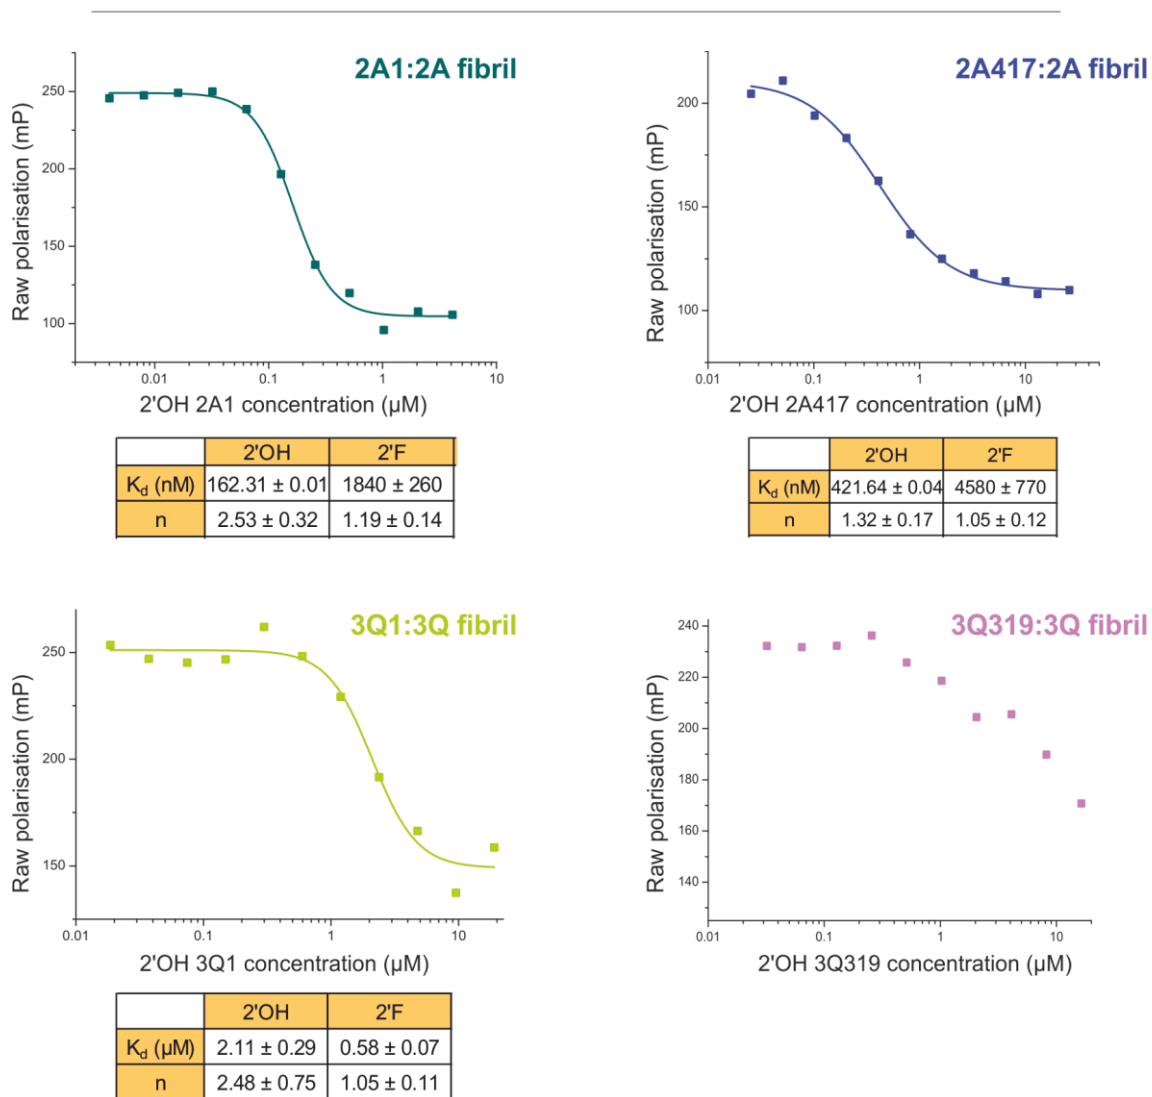 2A1:2A fibril
Raw polarisation (mP)
250
200
150
100
0.01 0.1 1 10
2'OH 2A1 concentration (µM)
2'OH 2'F
Kd (nM) 162.31 ± 0.01 1840 ± 260
n 2.53 ± 0.32 1.19 ± 0.14
2A417:2A fibril
Raw polarisation (mP)
200
150
100
0.01 0.1 1 10
2'OH 2A417 concentration (µM)
2'OH 2'F
Kd (nM) 421.64 ± 0.04 4580 ± 770
n 1.32 ± 0.17 1.05 ± 0.12
3Q1:3Q fibril
Raw polarisation (mP)
250
200
150
0.01 0.1 1 10
2'OH 3Q1 concentration (µM)
2'OH 2'F
Kd (µM) 2.11 ± 0.29 0.58 ± 0.07
n 2.48 ± 0.75 1.05 ± 0.11
3Q319:3Q fibril
Raw polarisation (mP)
240
220
200
180
160
140
0.01 0.1 1 10
2'OH 3Q319 concentration (µM)